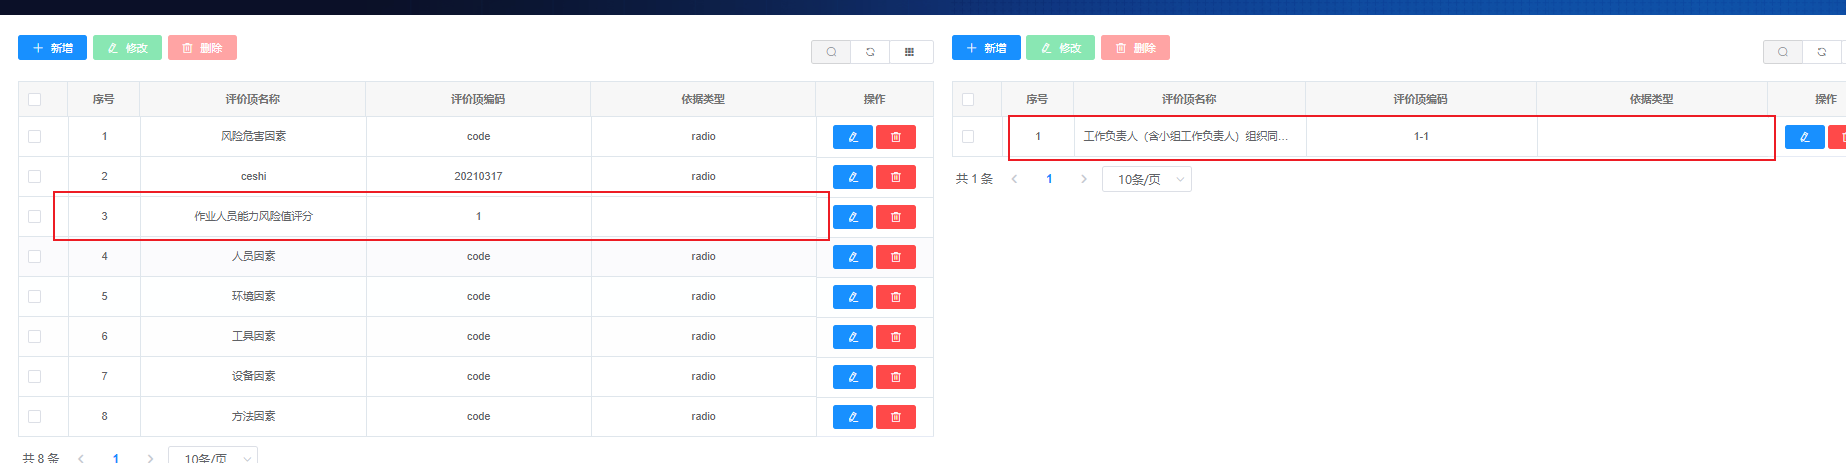 新增 修改 删除
序号 评价顶名称 评价顶编码 依据类型 操作
1 风险危害因素 code radio
2 ceshi 20210317 radio
3 作业人员能力风险值评分 1
4 人员因素 code radio
5 环境因素 code radio
6 工具因素 code radio
7 设备因素 code radio
8 方法因素 code radio
共 8 条 1 10条/页
新增 修改 删除
序号 评价顶名称 评价顶编码 依据类型 操作
1 工作负责人（含小组工作负责人）组织同... 1-1
共 1 条 1 10条/页